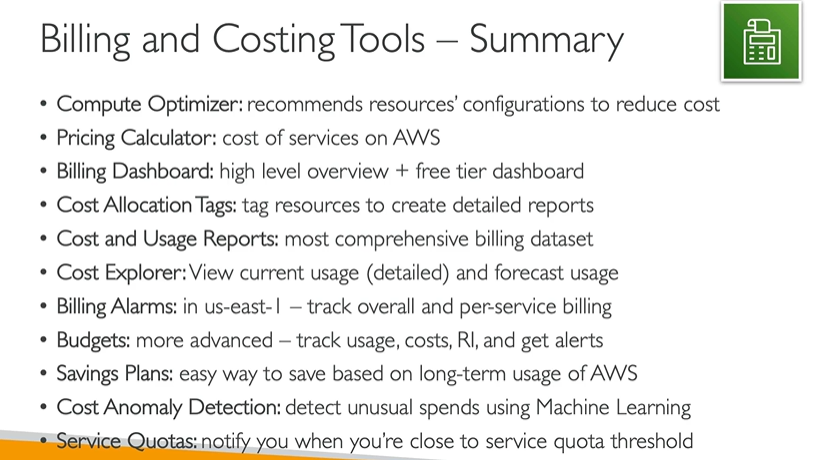 Billing and Costing Tools – Summary
• Compute Optimizer: recommends resources’ configurations to reduce cost
• Pricing Calculator: cost of services on AWS
• Billing Dashboard: high level overview + free tier dashboard
• Cost Allocation Tags: tag resources to create detailed reports
• Cost and Usage Reports: most comprehensive billing dataset
• Cost Explorer: View current usage (detailed) and forecast usage
• Billing Alarms: in us-east-1 – track overall and per-service billing
• Budgets: more advanced – track usage, costs, RI, and get alerts
• Savings Plans: easy way to save based on long-term usage of AWS
• Cost Anomaly Detection: detect unusual spends using Machine Learning
• Service Quotas: notify you when you’re close to service quota threshold